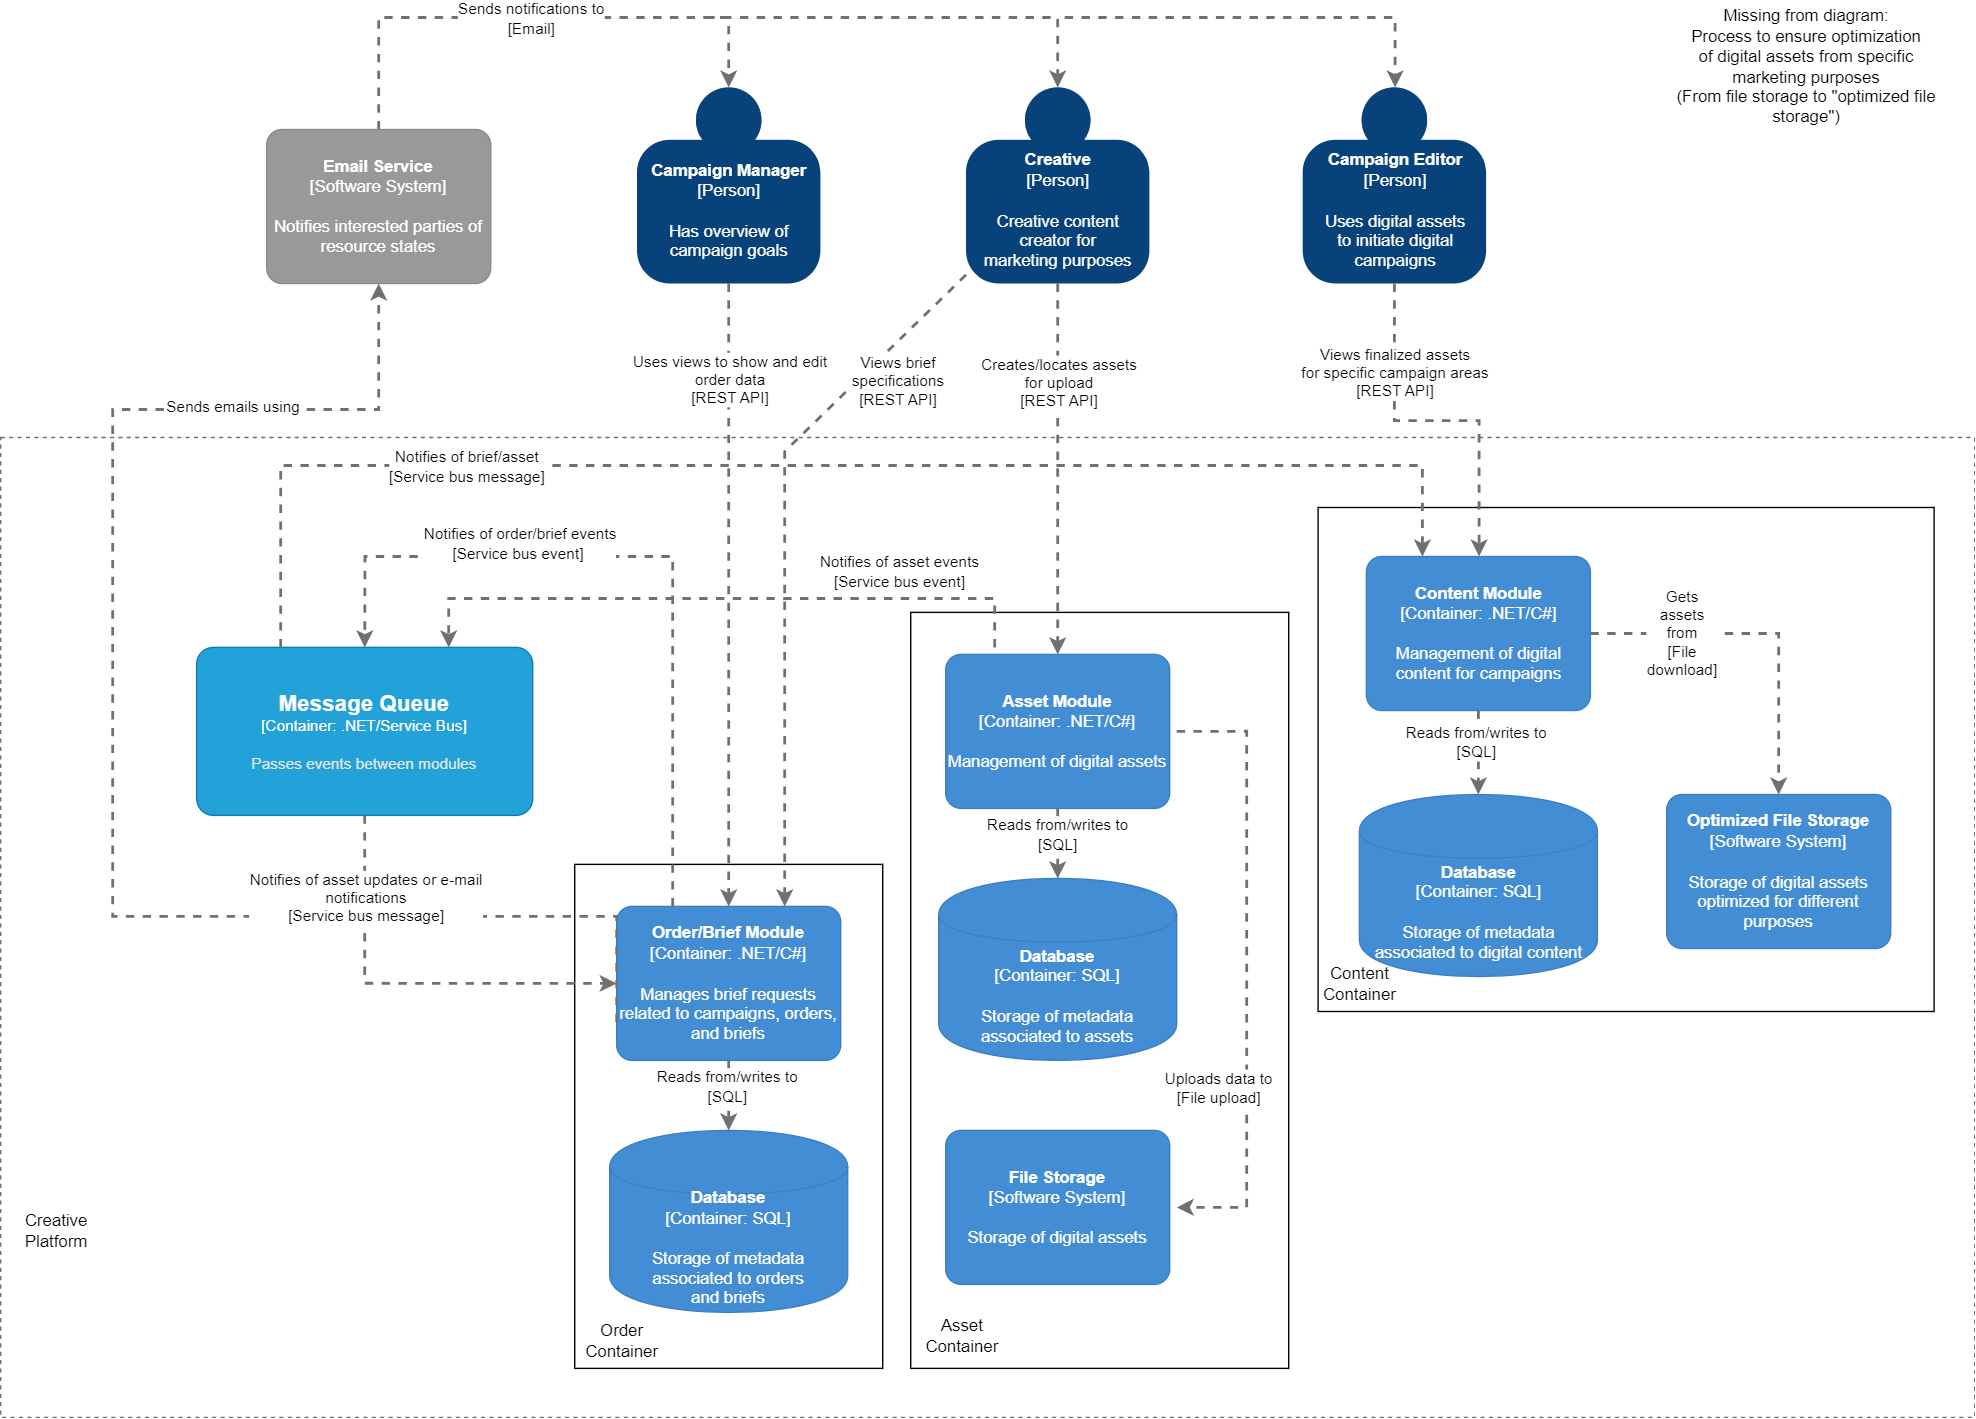 Sends notifications to
[Email]
Missing from diagram:
Process to ensure optimization
of digital assets from specific
marketing purposes
(From file storage to "optimized file
storage")
Email Service
[Software System]
Notifies interested parties of
resource states
Campaign Manager
[Person]
Has overview of
campaign goals
Creative
[Person]
Creative content
creator for
marketing purposes
Campaign Editor
[Person]
Uses digital assets
to initiate digital
campaigns
Uses views to show and edit
order data
[REST API]
Views brief
specifications
[REST API]
Creates/locates assets
for upload
[REST API]
Views finalized assets
for specific campaign areas
[REST API]
Sends emails using
Notifies of brief/asset
[Service bus message]
Notifies of order/brief events
[Service bus event]
Notifies of asset events
[Service bus event]
Message Queue
[Container: .NET/Service Bus]
Passes events between modules
Asset Module
[Container: .NET/C#]
Management of digital assets
Content Module
[Container: .NET/C#]
Management of digital
content for campaigns
Gets
assets
from
[File
download]
Reads from/writes to
[SQL]
Reads from/writes to
[SQL]
Database
[Container: SQL]
Storage of metadata
associated to digital content
Optimized File Storage
[Software System]
Storage of digital assets
optimized for different
purposes
Content
Container
Notifies of asset updates or e-mail
notifications
[Service bus message]
Order/Brief Module
[Container: .NET/C#]
Manages brief requests
related to campaigns, orders,
and briefs
Database
[Container: SQL]
Storage of metadata
associated to assets
Reads from/writes to
[SQL]
Uploads data to
[File upload]
Database
[Container: SQL]
Storage of metadata
associated to orders
and briefs
File Storage
[Software System]
Storage of digital assets
Creative
Platform
Order
Container
Asset
Container